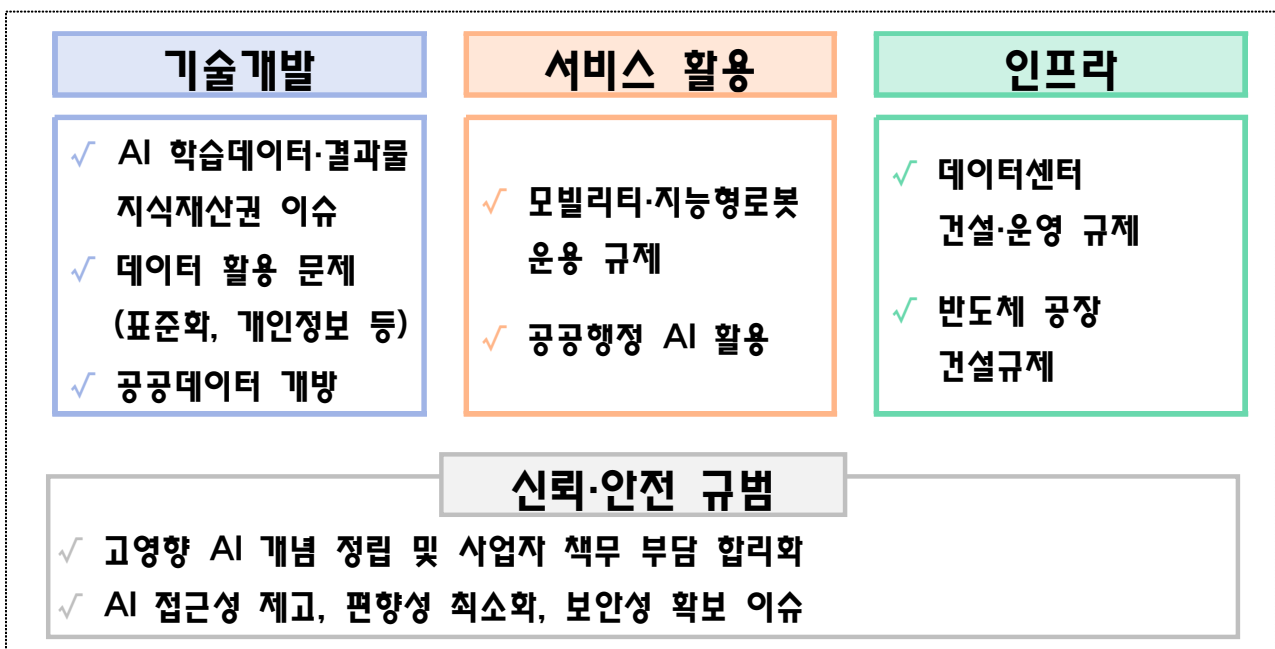 기술개발
√ AI 학습데이터·결과물
지식재산권 이슈
√ 데이터 활용 문제
(표준화, 개인정보 등)
√ 공공데이터 개방
서비스 활용
√ 모빌리티·지능형로봇
운용 규제
√ 공공행정 AI 활용
인프라
√ 데이터센터
건설·운영 규제
√ 반도체 공장
건설규제
신뢰·안전 규범
√ 고영향 AI 개념 정립 및 사업자 책무 부담 합리화
√ AI 접근성 제고, 편향성 최소화, 보안성 확보 이슈